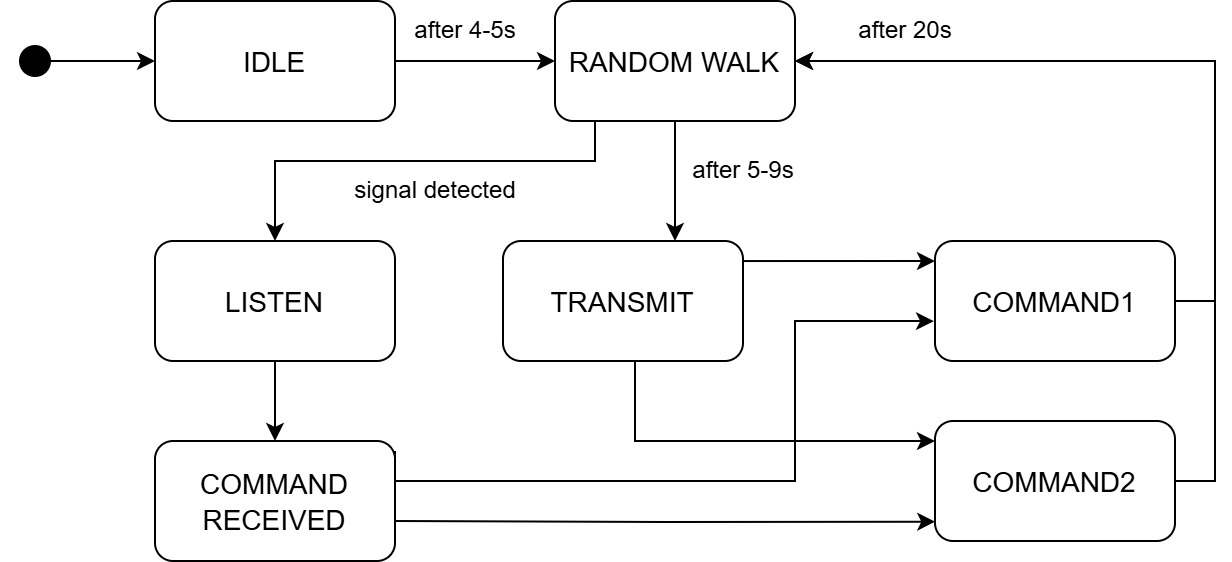 IDLE
after 4-5s
RANDOM WALK
after 20s
signal detected
after 5-9s
LISTEN
TRANSMIT
COMMAND1
COMMAND
RECEIVED
COMMAND2